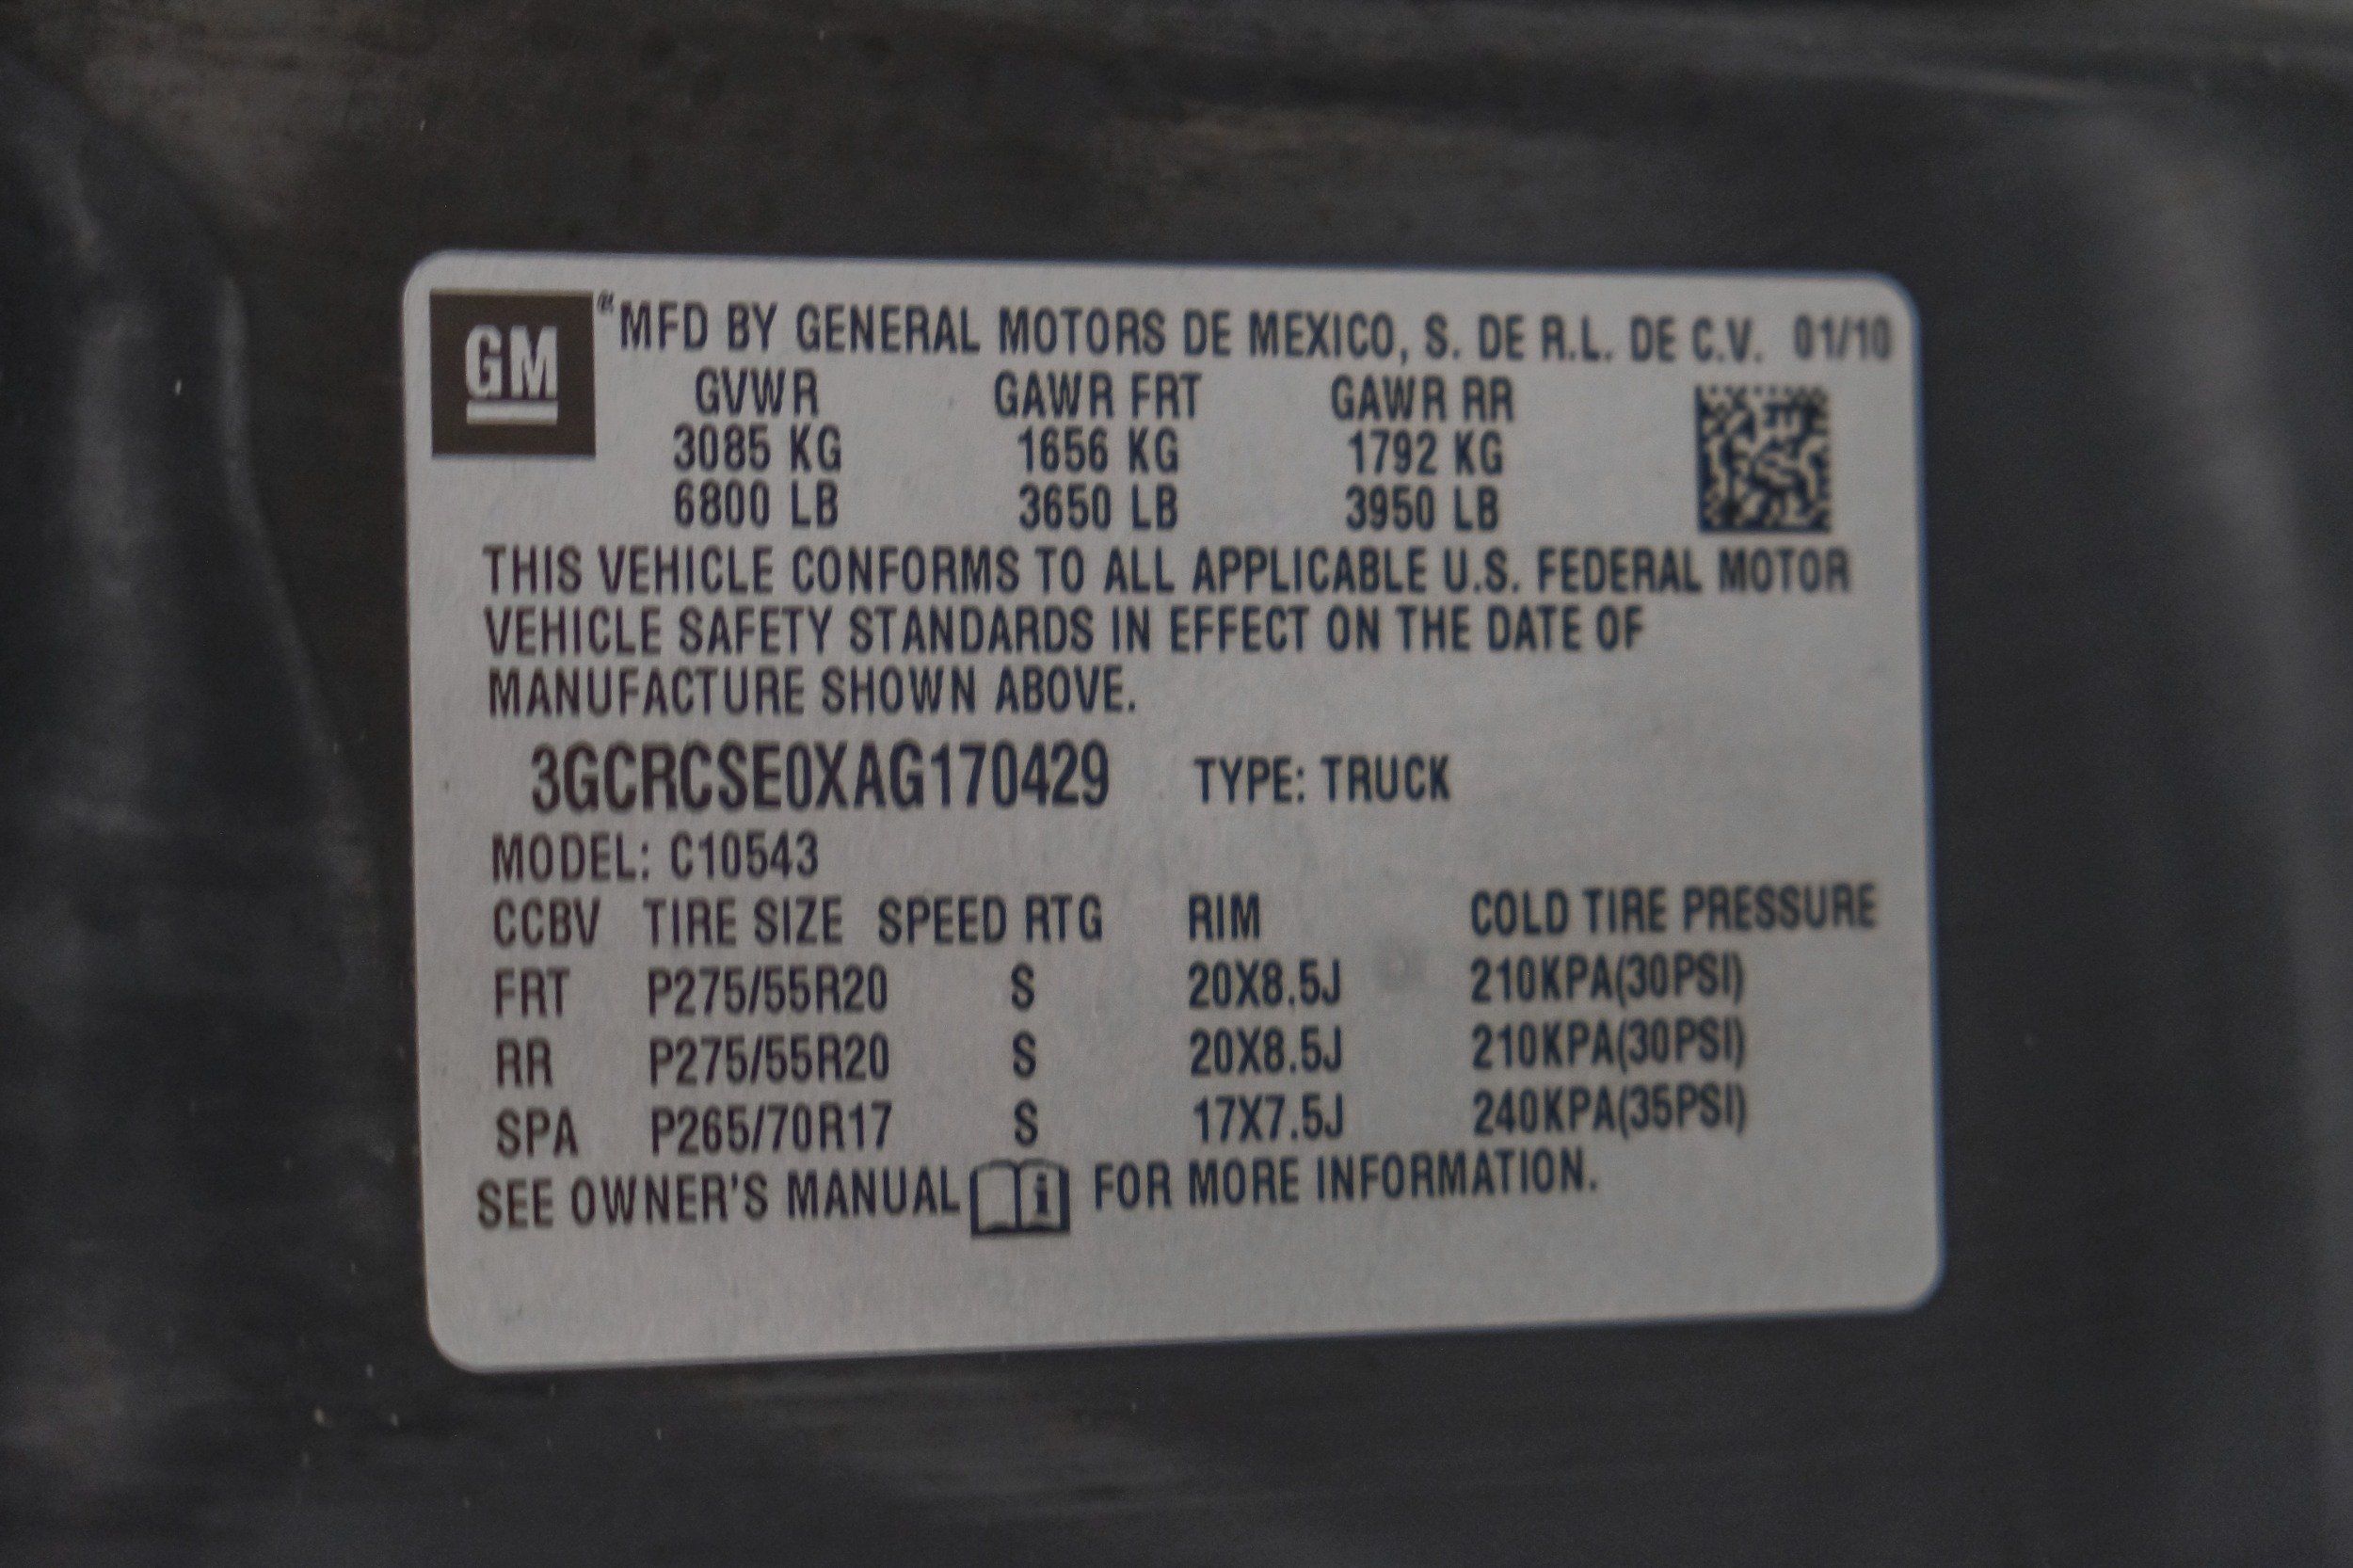 GM
MFD BY GENERAL MOTORS DE MEXICO, S. DE R.L. DE C.V. 01/10
GVWR GAWR FRT GAWR RR
3085 KG 1656 KG 1792 KG
6800 LB 3650 LB 3950 LB
THIS VEHICLE CONFORMS TO ALL APPLICABLE U.S. FEDERAL MOTOR
VEHICLE SAFETY STANDARDS IN EFFECT ON THE DATE OF
MANUFACTURE SHOWN ABOVE.
3GCRCSE0XAG170429 TYPE: TRUCK
MODEL: C10543
CCBV TIRE SIZE SPEED RTG RIM COLD TIRE PRESSURE
FRT P275/55R20 S 20X8.5J 210KPA(30PSI)
RR P275/55R20 S 20X8.5J 210KPA(30PSI)
SPA P265/70R17 S 17X7.5J 240KPA(35PSI)
SEE OWNER'S MANUAL i FOR MORE INFORMATION.